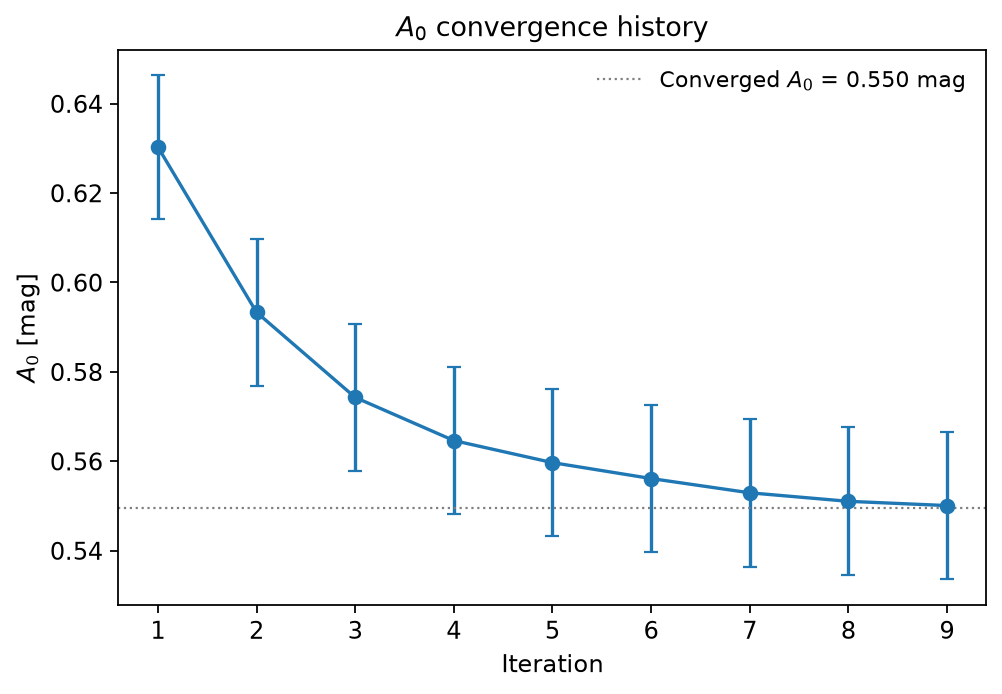 A₀ convergence history
Converged A₀ = 0.550 mag
A₀ [mag]
0.64
0.62
0.60
0.58
0.56
0.54
1 2 3 4 5 6 7 8 9
Iteration